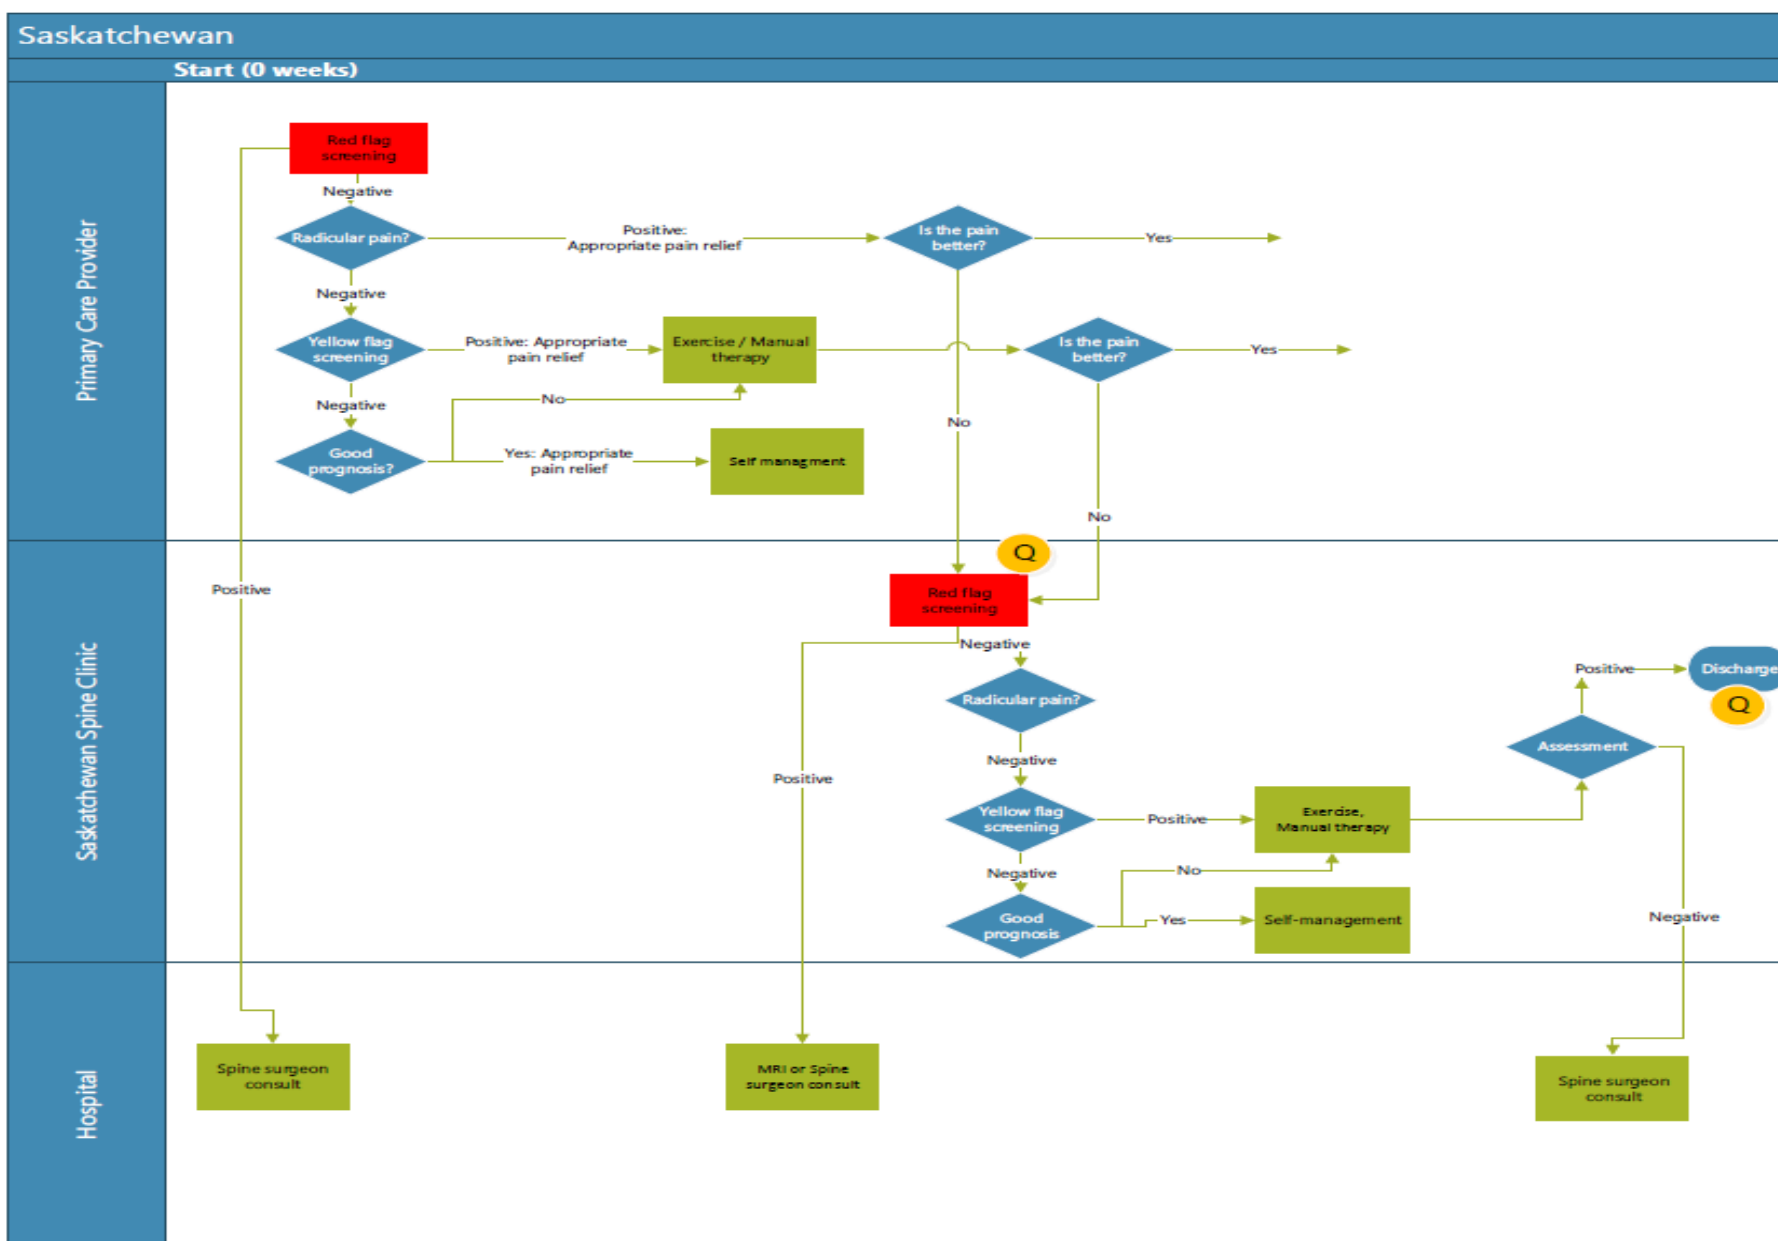 Saskatchewan
Start (0 weeks)
Primary Care Provider
Red flag
screening
Negative
Radicular pain?
Positive:
Appropriate pain relief
Is the pain
better?
Yes
Negative
Yellow flag
screening
Positive: Appropriate
pain relief
Exercise / Manual
therapy
Is the pain
better?
Yes
Negative
No
No
Good
prognosis?
Yes: Appropriate
pain relief
Self managment
No
Saskatchewan Spine Clinic
Q
Positive
Red flag
screening
Negative
Radicular pain?
Positive
Discharge
Q
Assessment
Negative
Positive
Yellow flag
screening
Positive
Exercise,
Manual therapy
Negative
No
Good
prognosis
Yes
Self-management
Negative
Hospital
Spine surgeon
consult
MRI or Spine
surgeon consult
Spine surgeon
consult